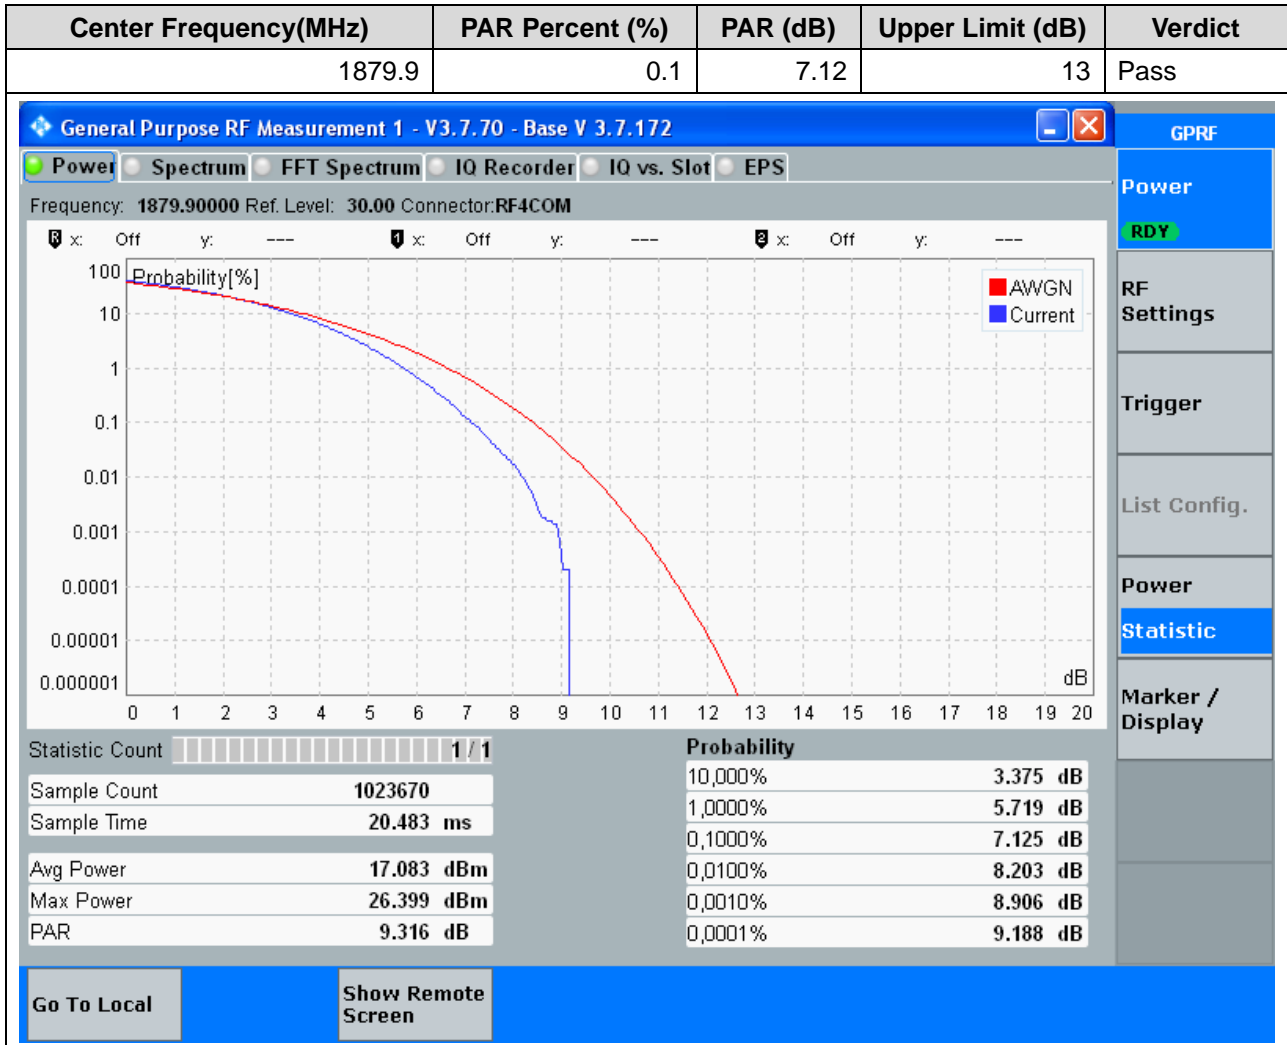 Center Frequency(MHz) PAR Percent (%) PAR (dB) Upper Limit (dB) Verdict
1879.9 0.1 7.12 13 Pass
General Purpose RF Measurement 1 - V3.7.70 - Base V 3.7.172
GPRF
Power Spectrum FFT Spectrum IQ Recorder IQ vs. Slot EPS
Frequency: 1879.90000 Ref. Level: 30.00 Connector:RF4COM
R x: Off y: --- 1 x: Off y: --- 2 x: Off y: ---
Probability[%]
AWGN
Current
100
10
1
0.1
0.01
0.001
0.0001
0.00001
0.000001
dB
0 1 2 3 4 5 6 7 8 9 10 11 12 13 14 15 16 17 18 19 20
Statistic Count 1 / 1
Sample Count 1023670
Sample Time 20.483 ms
Avg Power 17.083 dBm
Max Power 26.399 dBm
PAR 9.316 dB
Probability
10,000% 3.375 dB
1,0000% 5.719 dB
0,1000% 7.125 dB
0,0100% 8.203 dB
0,0010% 8.906 dB
0,0001% 9.188 dB
Power
RDY
RF
Settings
Trigger
List Config.
Power
Statistic
Marker /
Display
Go To Local
Show Remote
Screen